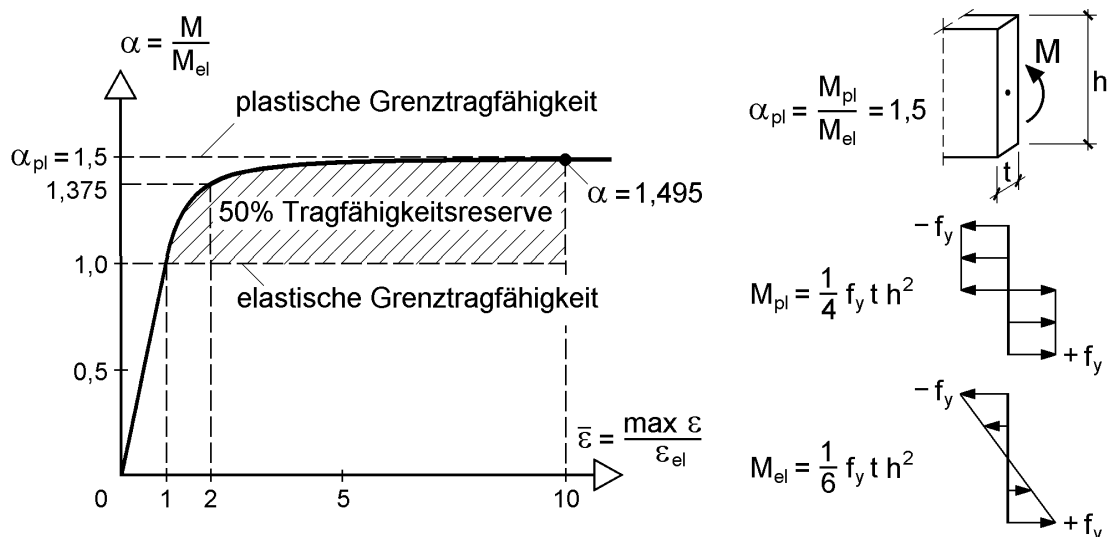 α = M / M_el
plastische Grenztragfähigkeit
α_pl = 1,5
1,375
50% Tragfähigkeitsreserve
α = 1,495
1,0
elastische Grenztragfähigkeit
0,5
ε̄ = max ε / ε_el
0 1 2 5 10
α_pl = M_pl / M_el = 1,5
M
h
t
− f_y
M_pl = 1/4 f_y t h²
+ f_y
− f_y
M_el = 1/6 f_y t h²
+ f_y